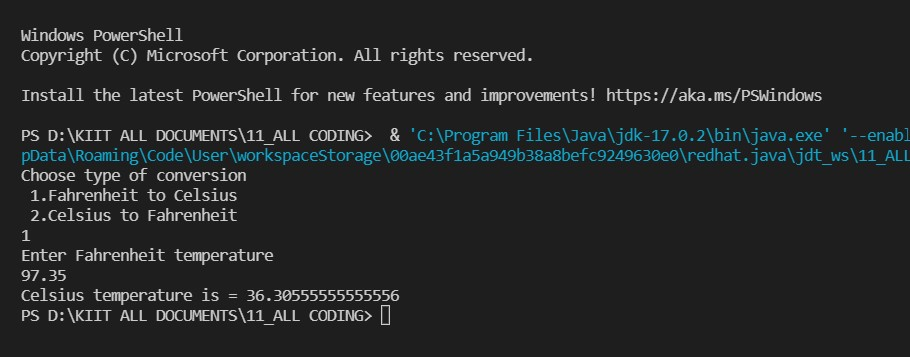 Windows PowerShell
Copyright (C) Microsoft Corporation. All rights reserved.
Install the latest PowerShell for new features and improvements! https://aka.ms/PSWindows
PS D:\KIIT ALL DOCUMENTS\11_ALL CODING>  & 'C:\Program Files\Java\jdk-17.0.2\bin\java.exe' '--enabl
pData\Roaming\Code\User\workspaceStorage\00ae43f1a5a949b38a8befc9249630e0\redhat.java\jdt_ws\11_ALL
Choose type of conversion
 1.Fahrenheit to Celsius
 2.Celsius to Fahrenheit
1
Enter Fahrenheit temperature
97.35
Celsius temperature is = 36.30555555555556
PS D:\KIIT ALL DOCUMENTS\11_ALL CODING>